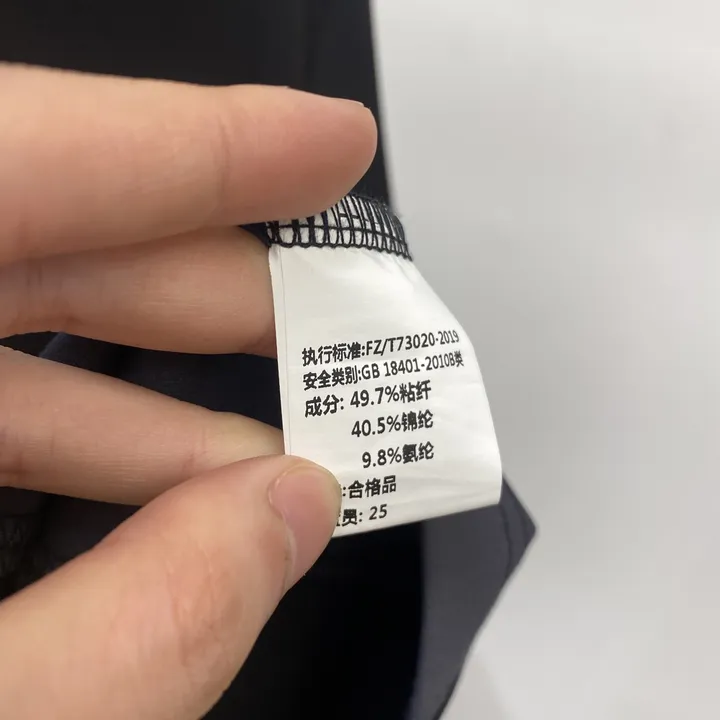 执行标准:FZ/T73020-2019
安全类别:GB 18401-2010B类
成分: 49.7%粘纤
40.5%锦纶
9.8%氨纶
:合格品
: 25